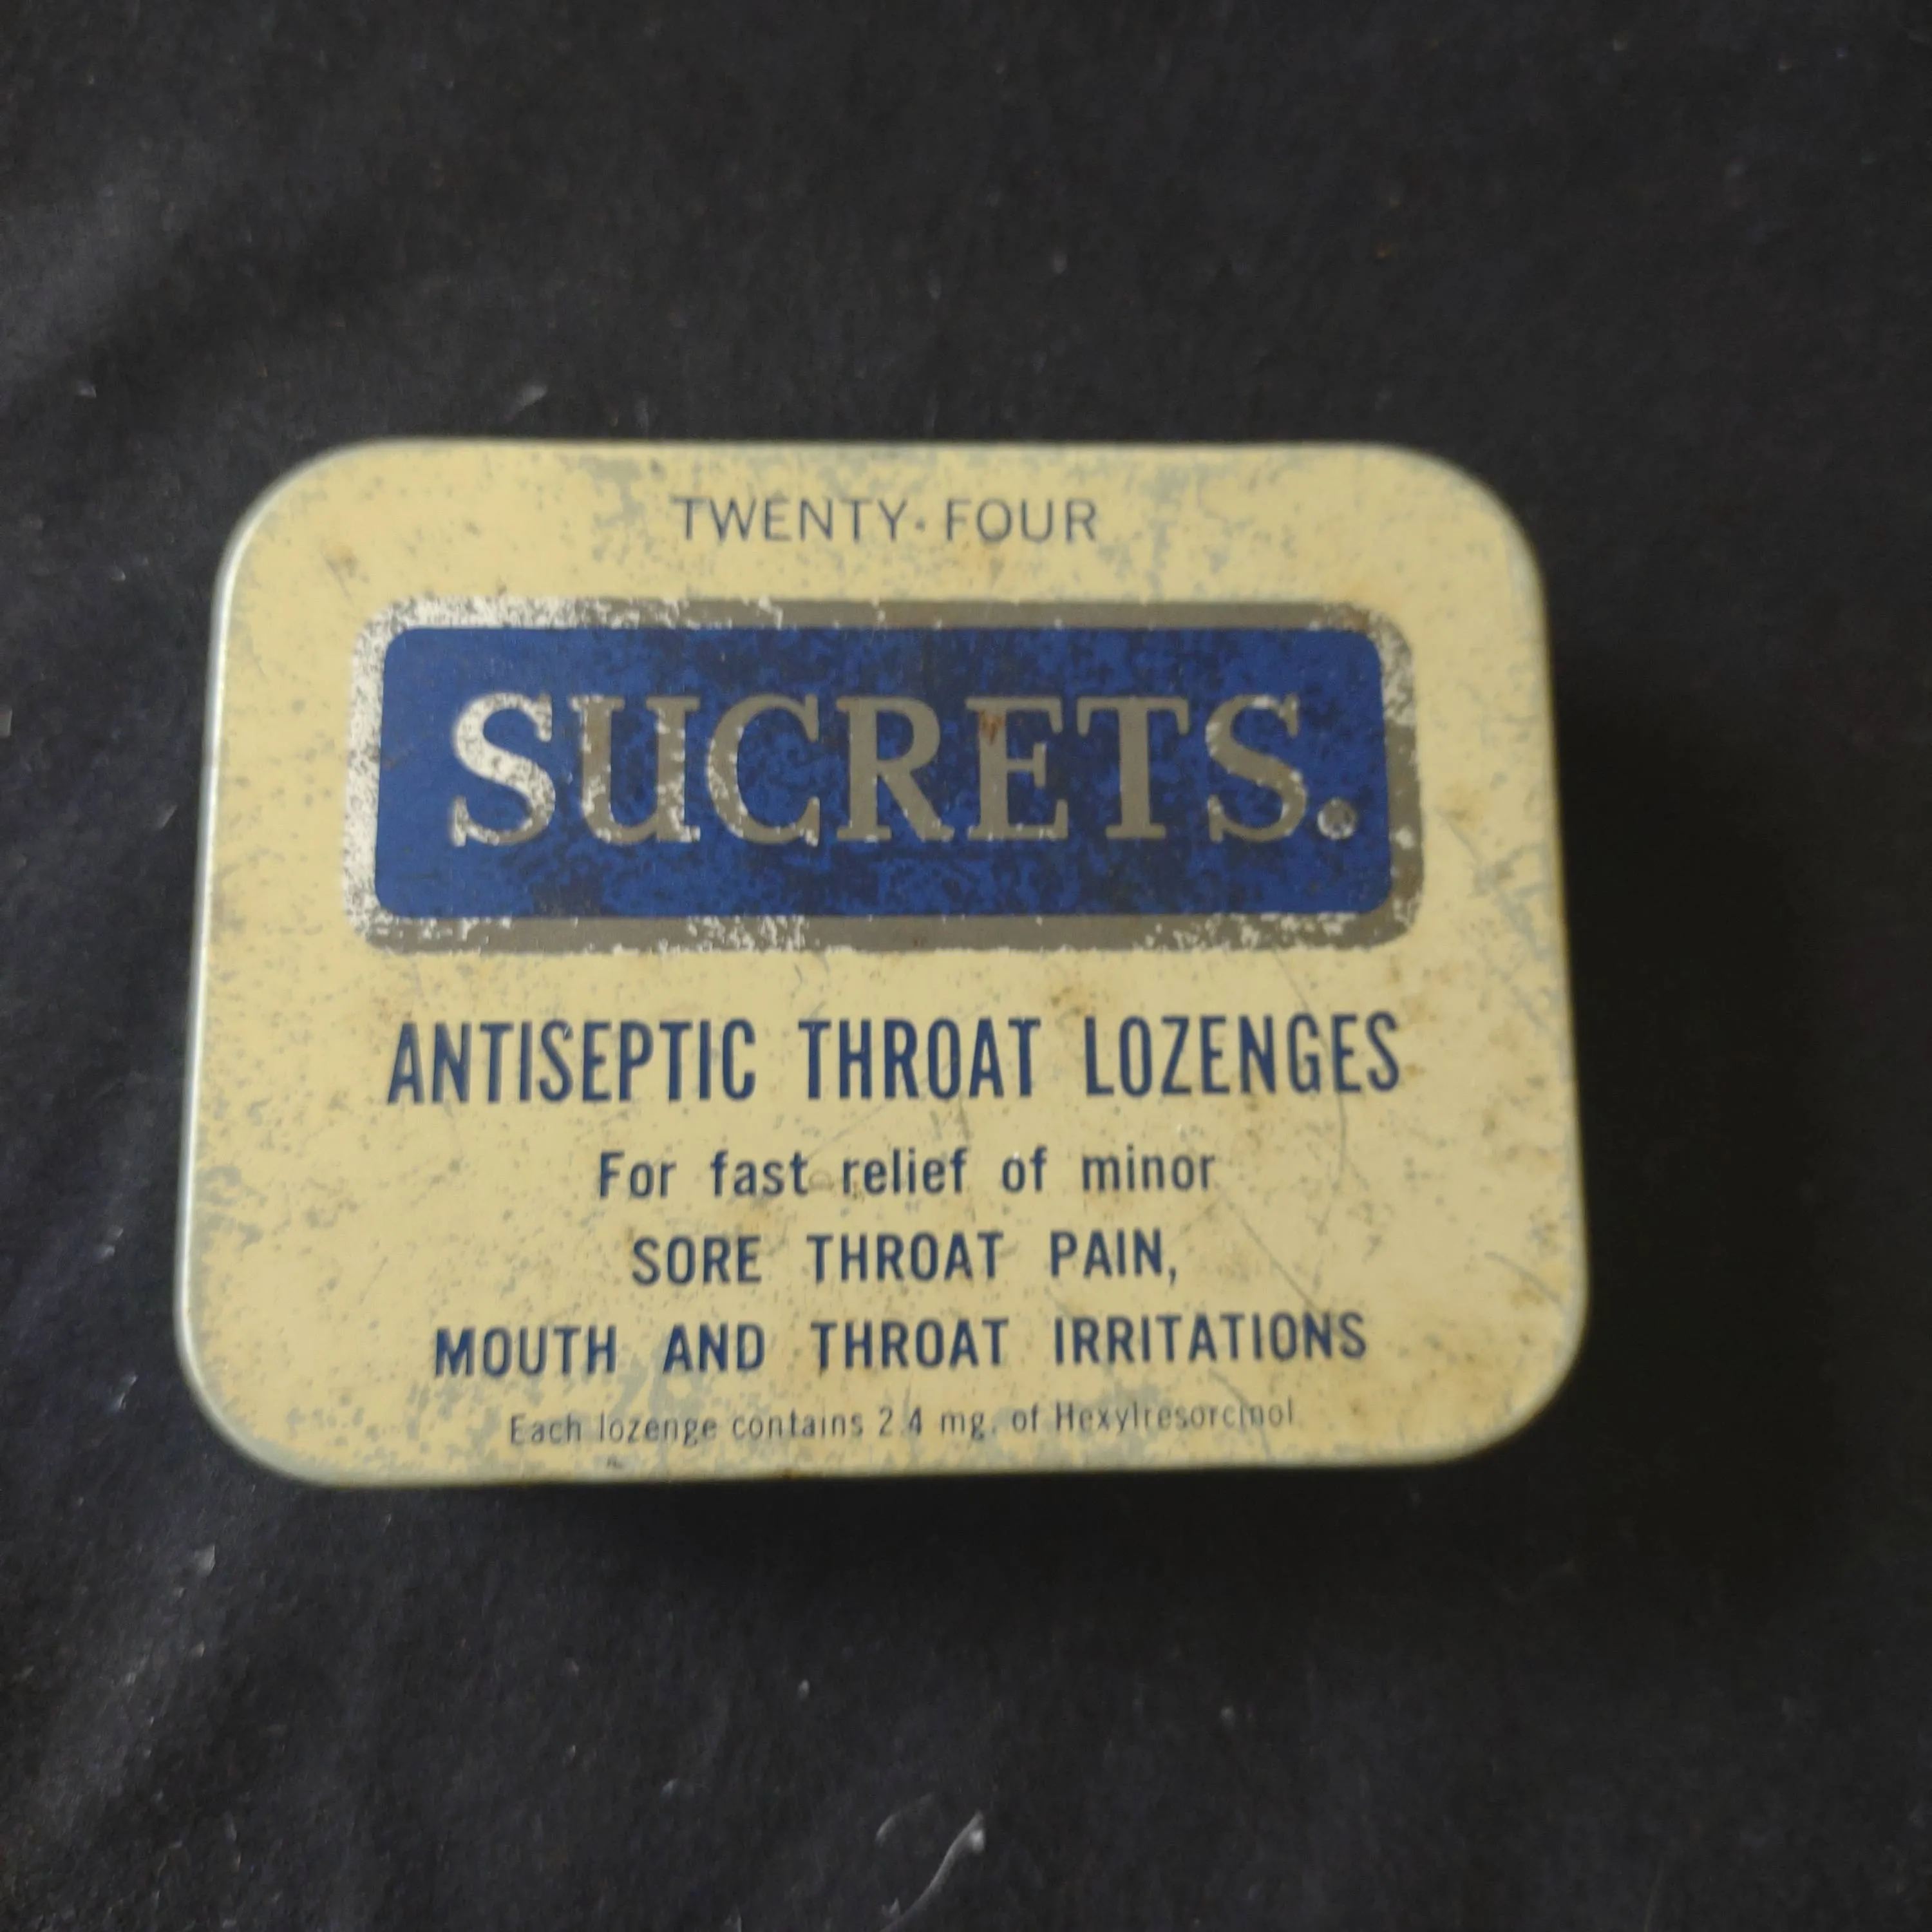 TWENTY·FOUR
SUCRETS®
ANTISEPTIC THROAT LOZENGES
For fast relief of minor
SORE THROAT PAIN,
MOUTH AND THROAT IRRITATIONS
Each lozenge contains 2.4 mg. of Hexylresorcinol